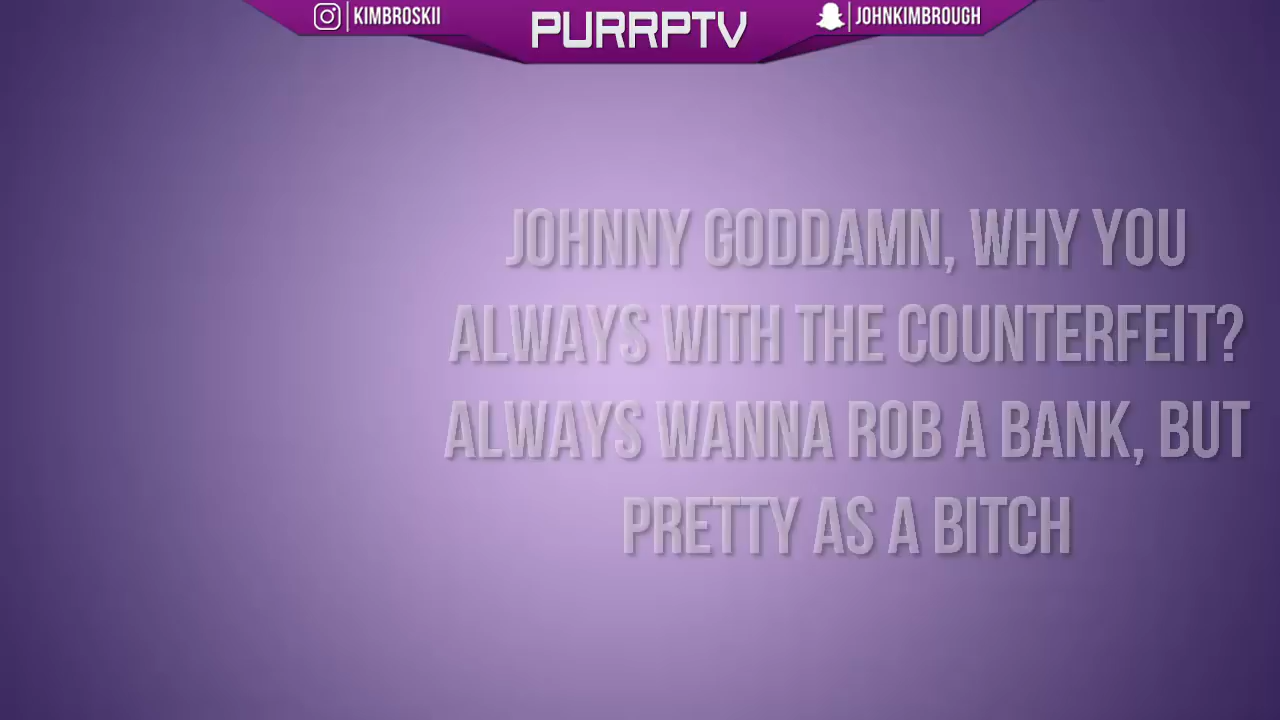 KIMBROSKII
PURRPTV
JOHNKIMBROUGH
JOHNNY GODDAMN, WHY YOU
ALWAYS WITH THE COUNTERFEIT?
ALWAYS WANNA ROB A BANK, BUT
PRETTY AS A BITCH